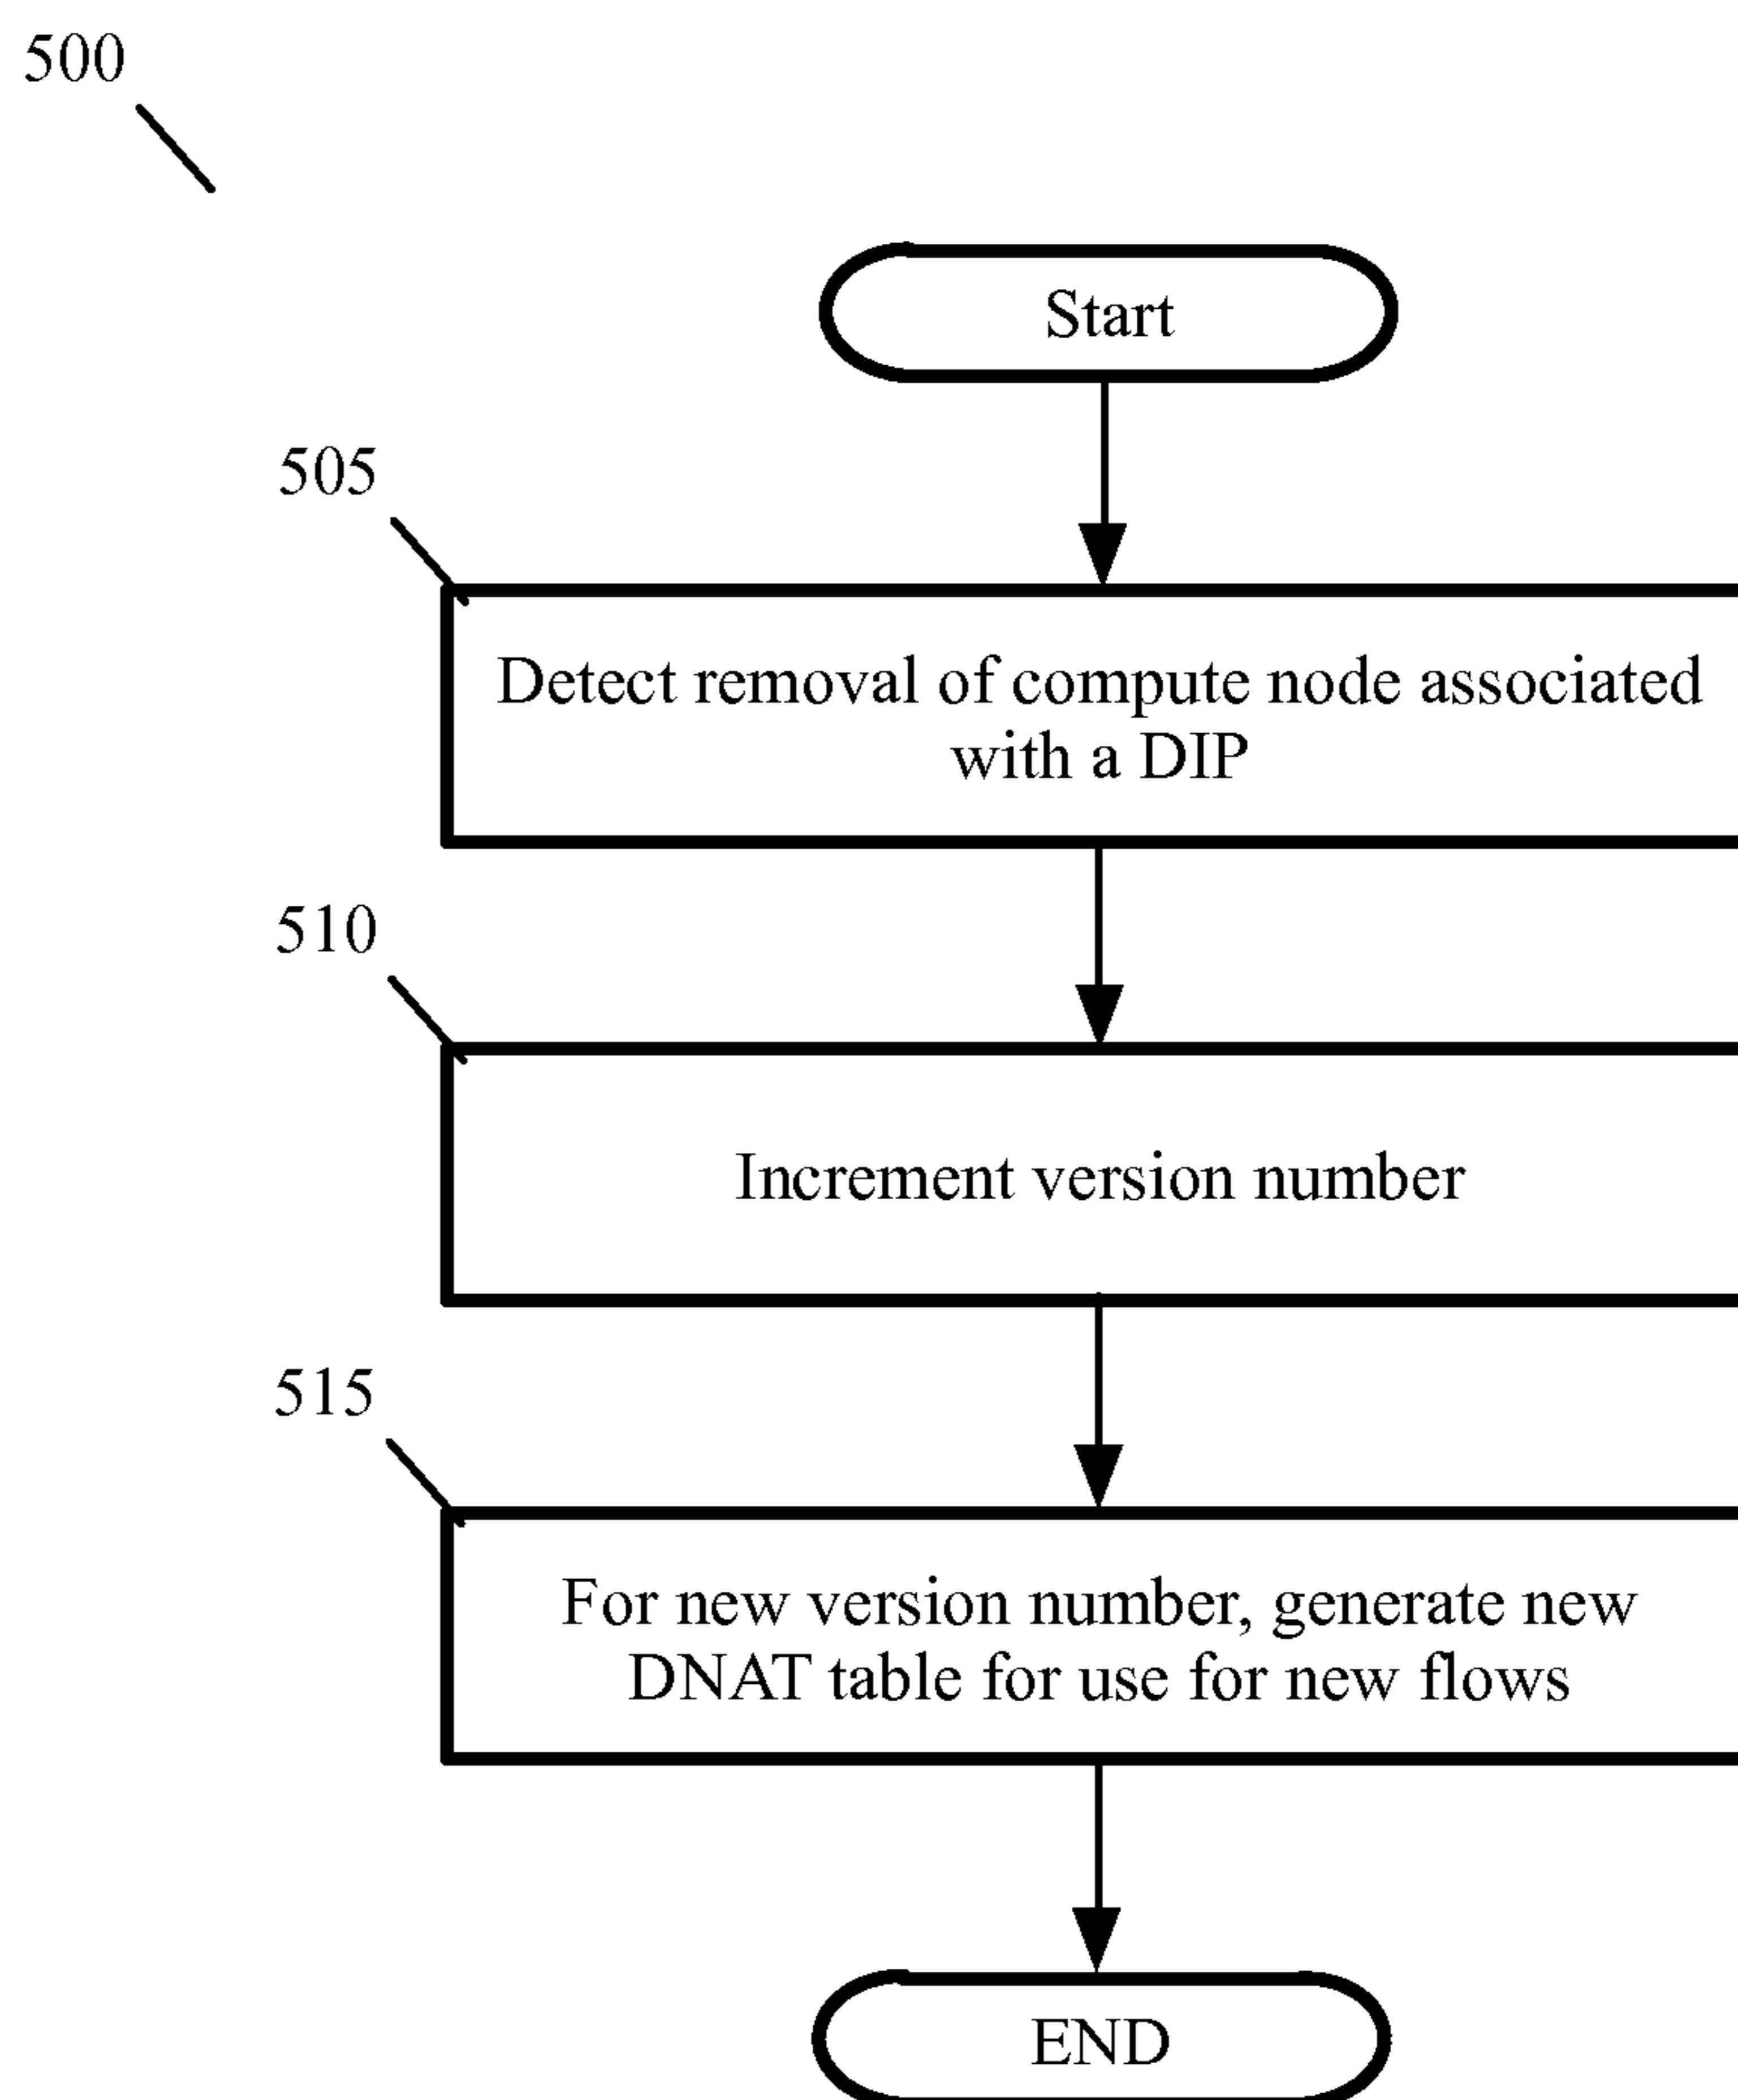 500
Start
505
Detect removal of compute node associated
with a DIP
510
Increment version number
515
For new version number, generate new
DNAT table for use for new flows
END